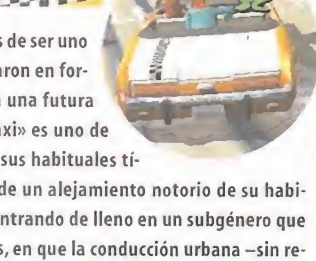 s de ser uno
aron en for-
una futura
axi» es uno de
sus habituales tí-
de un alejamiento notorio de su habi-
ntrando de lleno en un subgénero que
s, en que la conducción urbana –sin re-